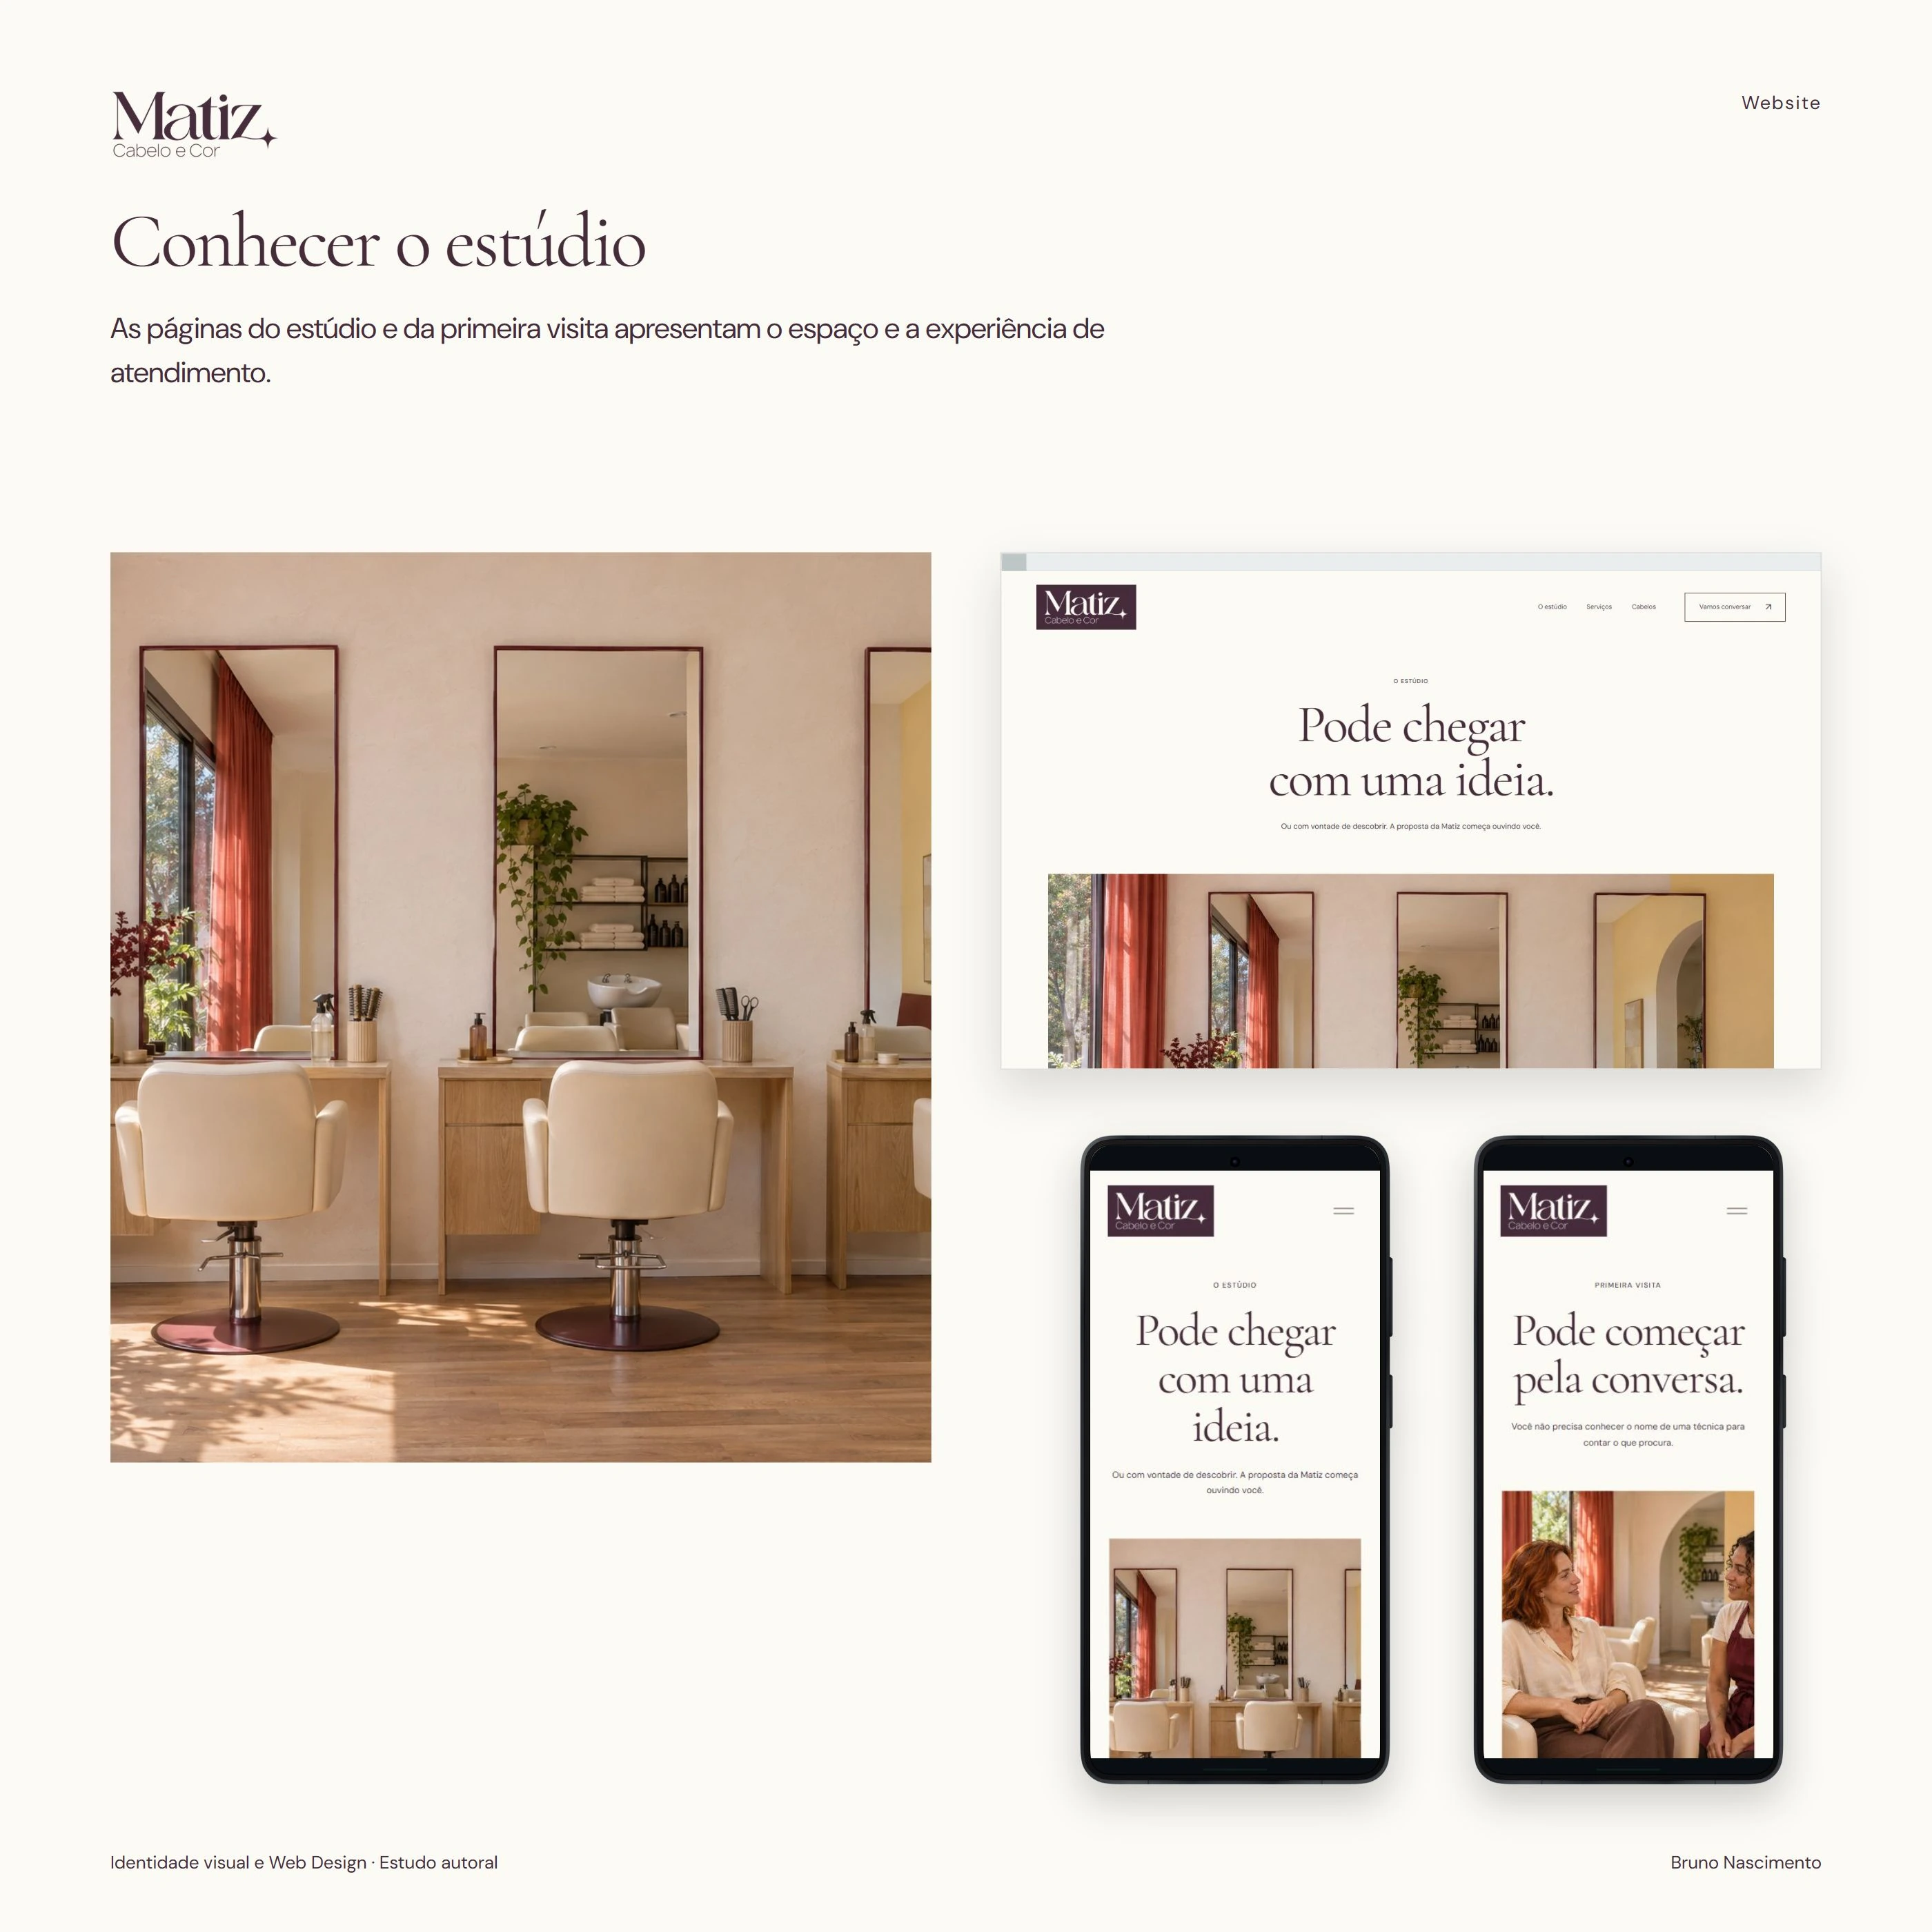 Matiz
Cabelo e Cor
Website
Conhecer o estúdio
As páginas do estúdio e da primeira visita apresentam o espaço e a experiência de
atendimento.
Matiz
Cabelo e Cor
O estúdio
Serviços
Cabelos
Vamos conversar
O ESTÚDIO
Pode chegar
com uma ideia.
Ou com vontade de descobrir. A proposta da Matiz começa ouvindo você.
Matiz
Cabelo e Cor
O ESTÚDIO
Pode chegar
com uma
ideia.
Ou com vontade de descobrir. A proposta da Matiz começa
ouvindo você.
Matiz
Cabelo e Cor
PRIMEIRA VISITA
Pode começar
pela conversa.
Você não precisa conhecer o nome de uma técnica para
contar o que procura.
Identidade visual e Web Design · Estudo autoral
Bruno Nascimento